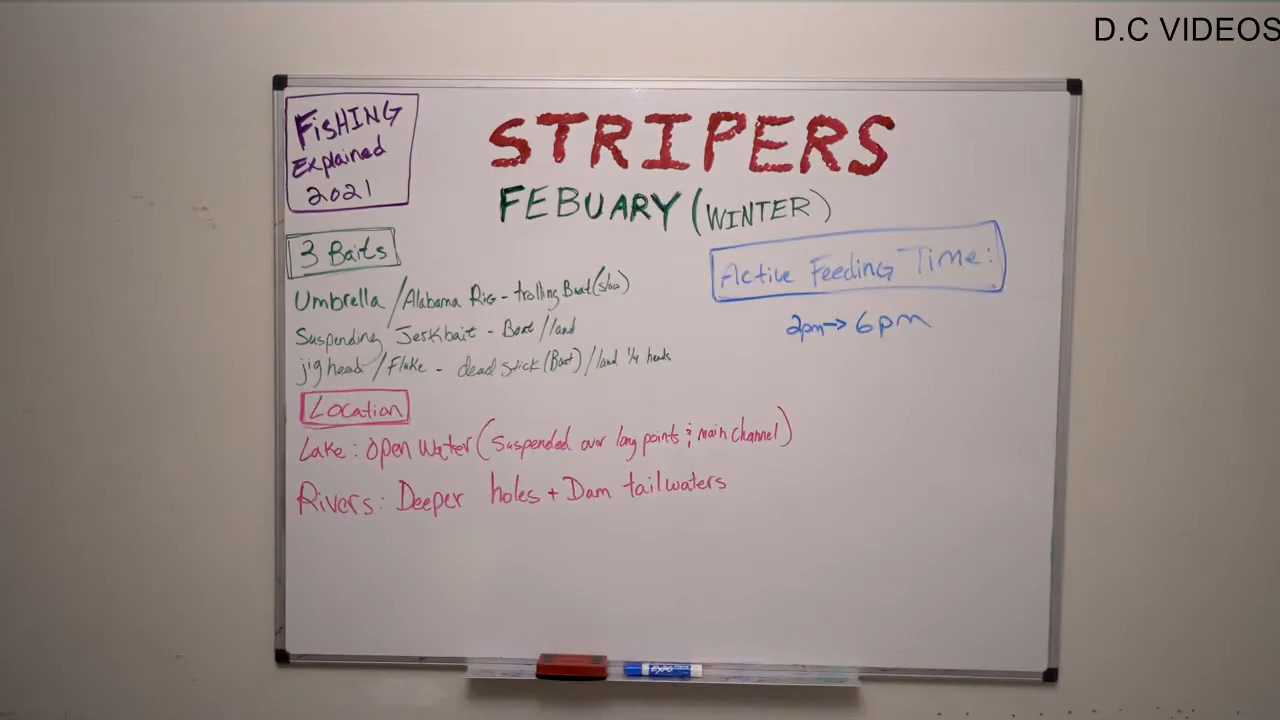 D.C VIDEOS
FisHING
Explained
2021
STRIPERS
FEBUARY (WINTER)
3 Baits
Umbrella / Alabama Rig - trolling Boat (slow)
Suspending Jerkbait - Boat / land
jig head / Fluke - dead stick (Boat) / land 1/4 heads
Active Feeding Time:
2pm → 6pm
Location
Lake: Open Water (Suspended over long points & main channel)
Rivers: Deeper holes + Dam tailwaters
EXPO